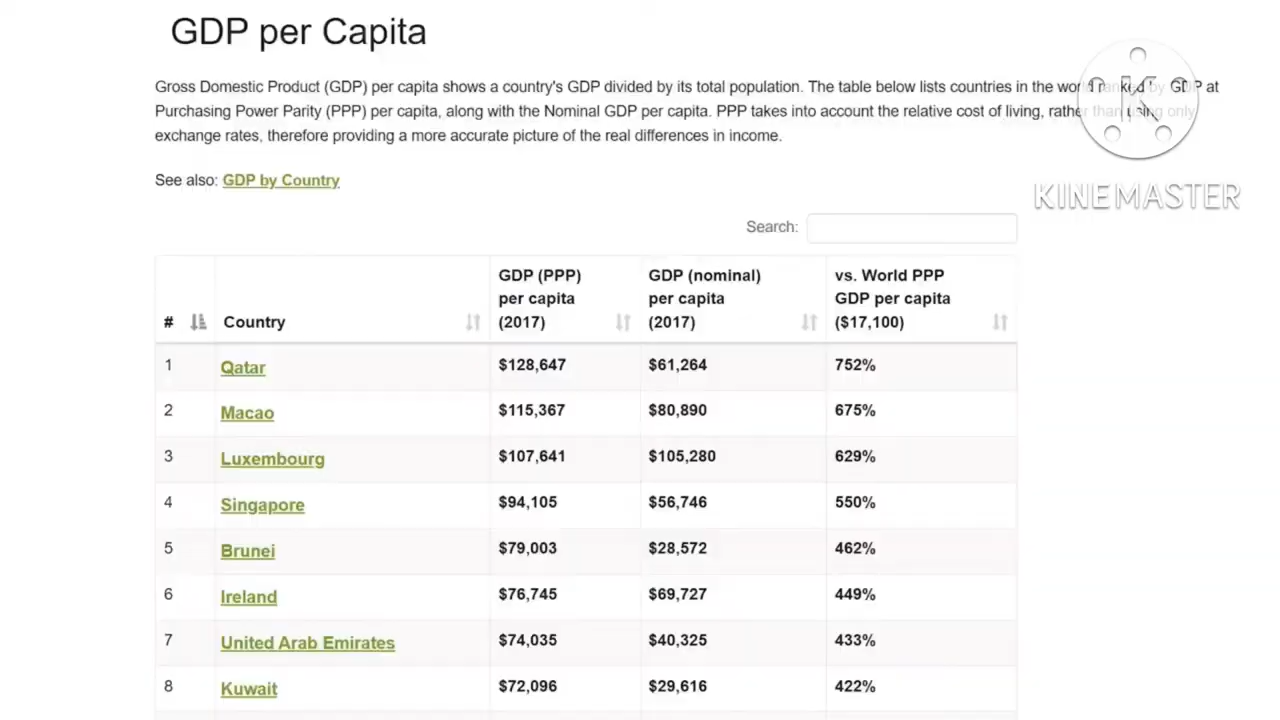 GDP per Capita
Gross Domestic Product (GDP) per capita shows a country's GDP divided by its total population. The table below lists countries in the world ranked by GDP at
Purchasing Power Parity (PPP) per capita, along with the Nominal GDP per capita. PPP takes into account the relative cost of living, rather than using only
exchange rates, therefore providing a more accurate picture of the real differences in income.
K
KINEMASTER
See also: GDP by Country
Search:
# Country GDP (PPP) per capita (2017) GDP (nominal) per capita (2017) vs. World PPP GDP per capita ($17,100)
1 Qatar $128,647 $61,264 752%
2 Macao $115,367 $80,890 675%
3 Luxembourg $107,641 $105,280 629%
4 Singapore $94,105 $56,746 550%
5 Brunei $79,003 $28,572 462%
6 Ireland $76,745 $69,727 449%
7 United Arab Emirates $74,035 $40,325 433%
8 Kuwait $72,096 $29,616 422%